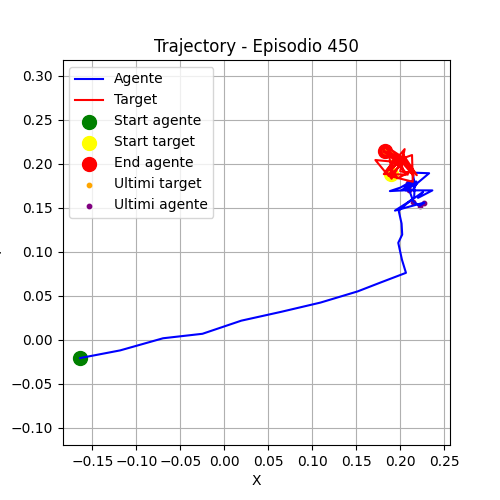 Trajectory - Episodio 450
0.30
0.25
0.20
0.15
0.10
0.05
0.00
−0.05
−0.10
Agente
Target
Start agente
Start target
End agente
Ultimi target
Ultimi agente
−0.15 −0.10 −0.05 0.00 0.05 0.10 0.15 0.20 0.25
X